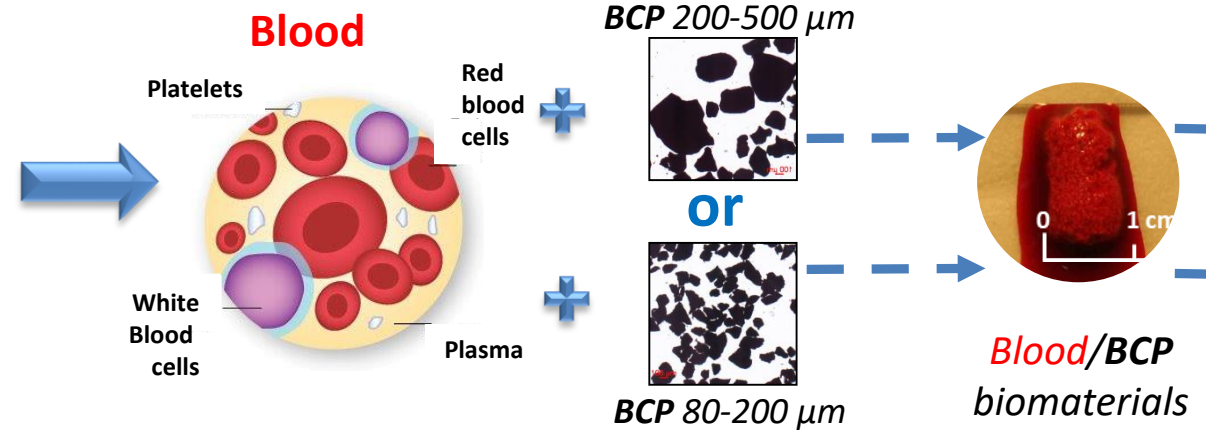 Blood
BCP 200-500 µm
Platelets
Red
blood
cells
or
White
Blood
cells
Plasma
BCP 80-200 µm
0 1 cm
Blood/BCP
biomaterials